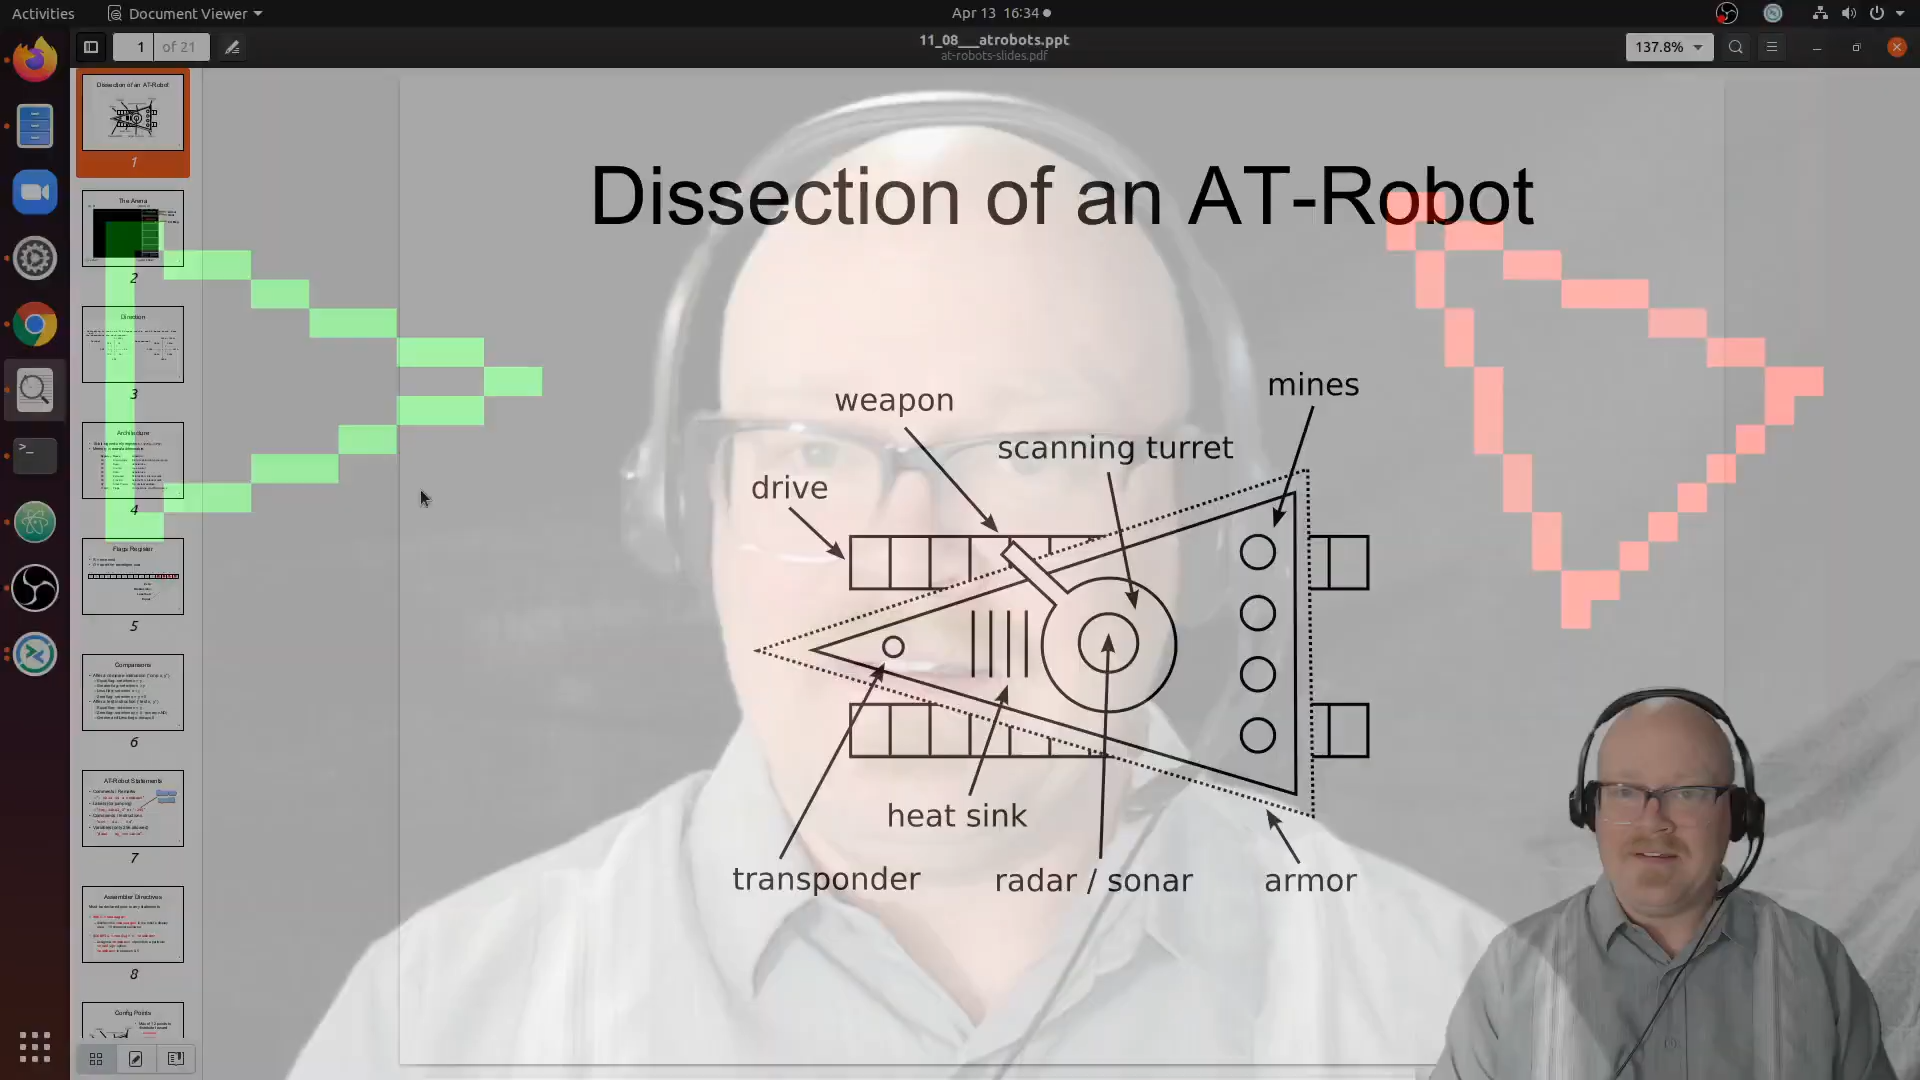 Activities
Document Viewer
Apr 13 16:34
1 of 21
11_08___atrobots.ppt
at-robots-slides.pdf
137.8%
Dissection of an AT-Robot
1
The Arena
2
Direction
3
Architecture
4
Flags Register
5
Comparisons
6
AT-Robot Statements
7
Assembler Directives
8
Config Points
Dissection of an AT-Robot
mines
weapon
scanning turret
drive
heat sink
transponder
radar / sonar
armor